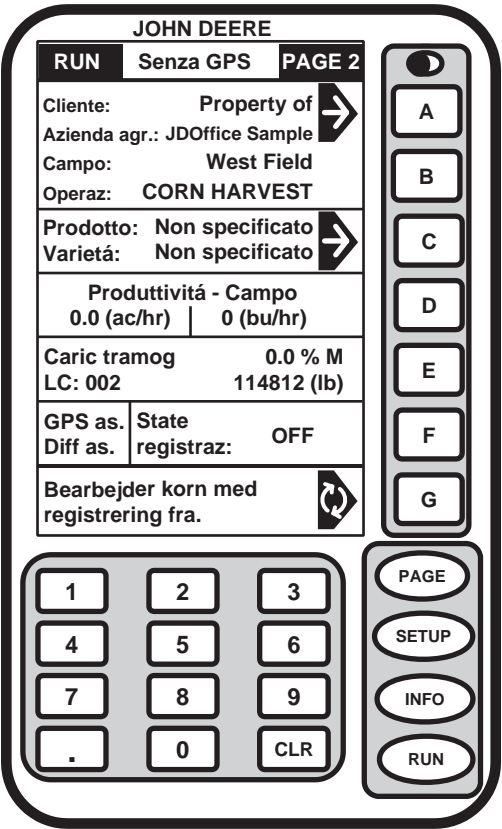 JOHN DEERE
RUN Senza GPS PAGE 2
Cliente: Property of
Azienda agr.: JDOffice Sample
Campo: West Field
Operaz: CORN HARVEST
Prodotto: Non specificato
Varietá: Non specificato
Produttivitá - Campo
0.0 (ac/hr) 0 (bu/hr)
Caric tramog 0.0 % M
LC: 002 114812 (lb)
GPS as. State
Diff as. registraz: OFF
Bearbejder korn med
registrering fra.
A
B
C
D
E
F
G
1 2 3
4 5 6
7 8 9
. 0 CLR
PAGE
SETUP
INFO
RUN